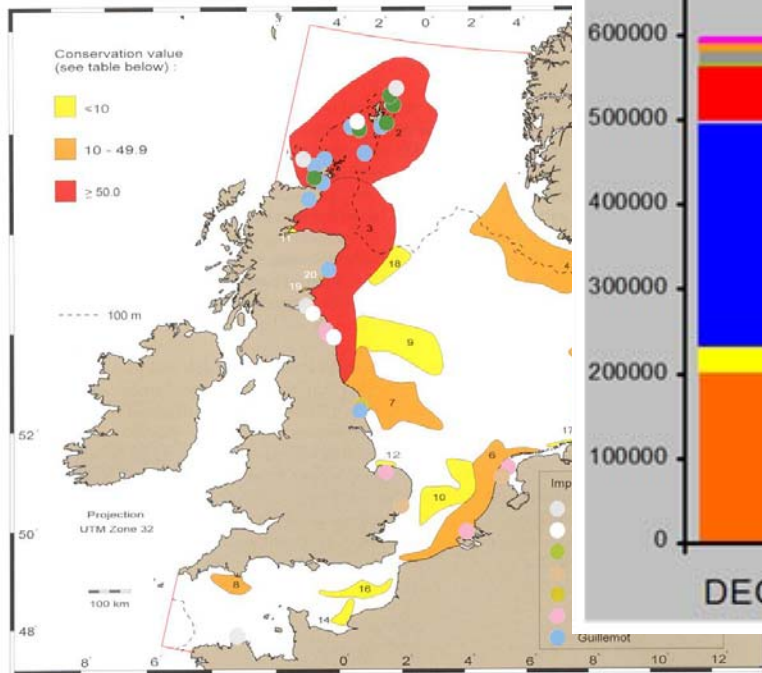 4° 2° 0° 2° 4°
Conservation value
(see table below) :
<10
10 - 49.9
≥ 50.0
2
3
4
11
18
20
19
100 m
9
7
52
12
6
17
10
Projection
UTM Zone 32
50
8
16
100 km
14
48
Imp
Guillemot
8° 6° 4° 2° 0° 2° 4° 6° 8° 10° 12°
600000
500000
400000
300000
200000
100000
0
DEC